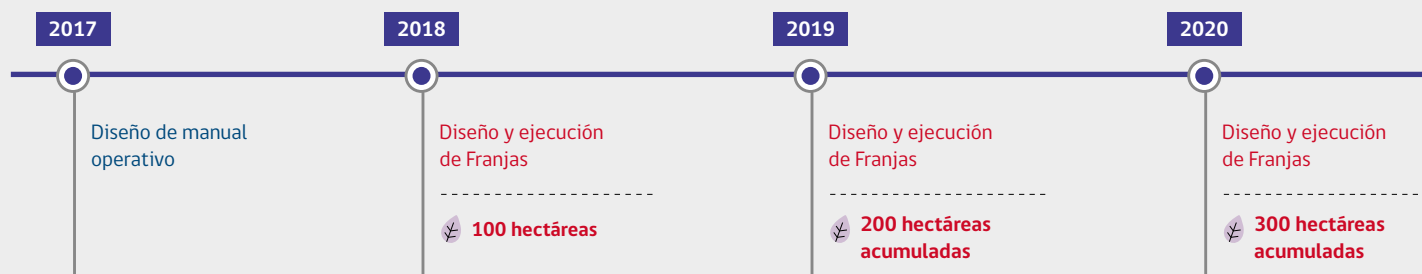 2017
2018
2019
2020
Diseño de manual
operativo
Diseño y ejecución
de Franjas
100 hectáreas
Diseño y ejecución
de Franjas
200 hectáreas
acumuladas
Diseño y ejecución
de Franjas
300 hectáreas
acumuladas